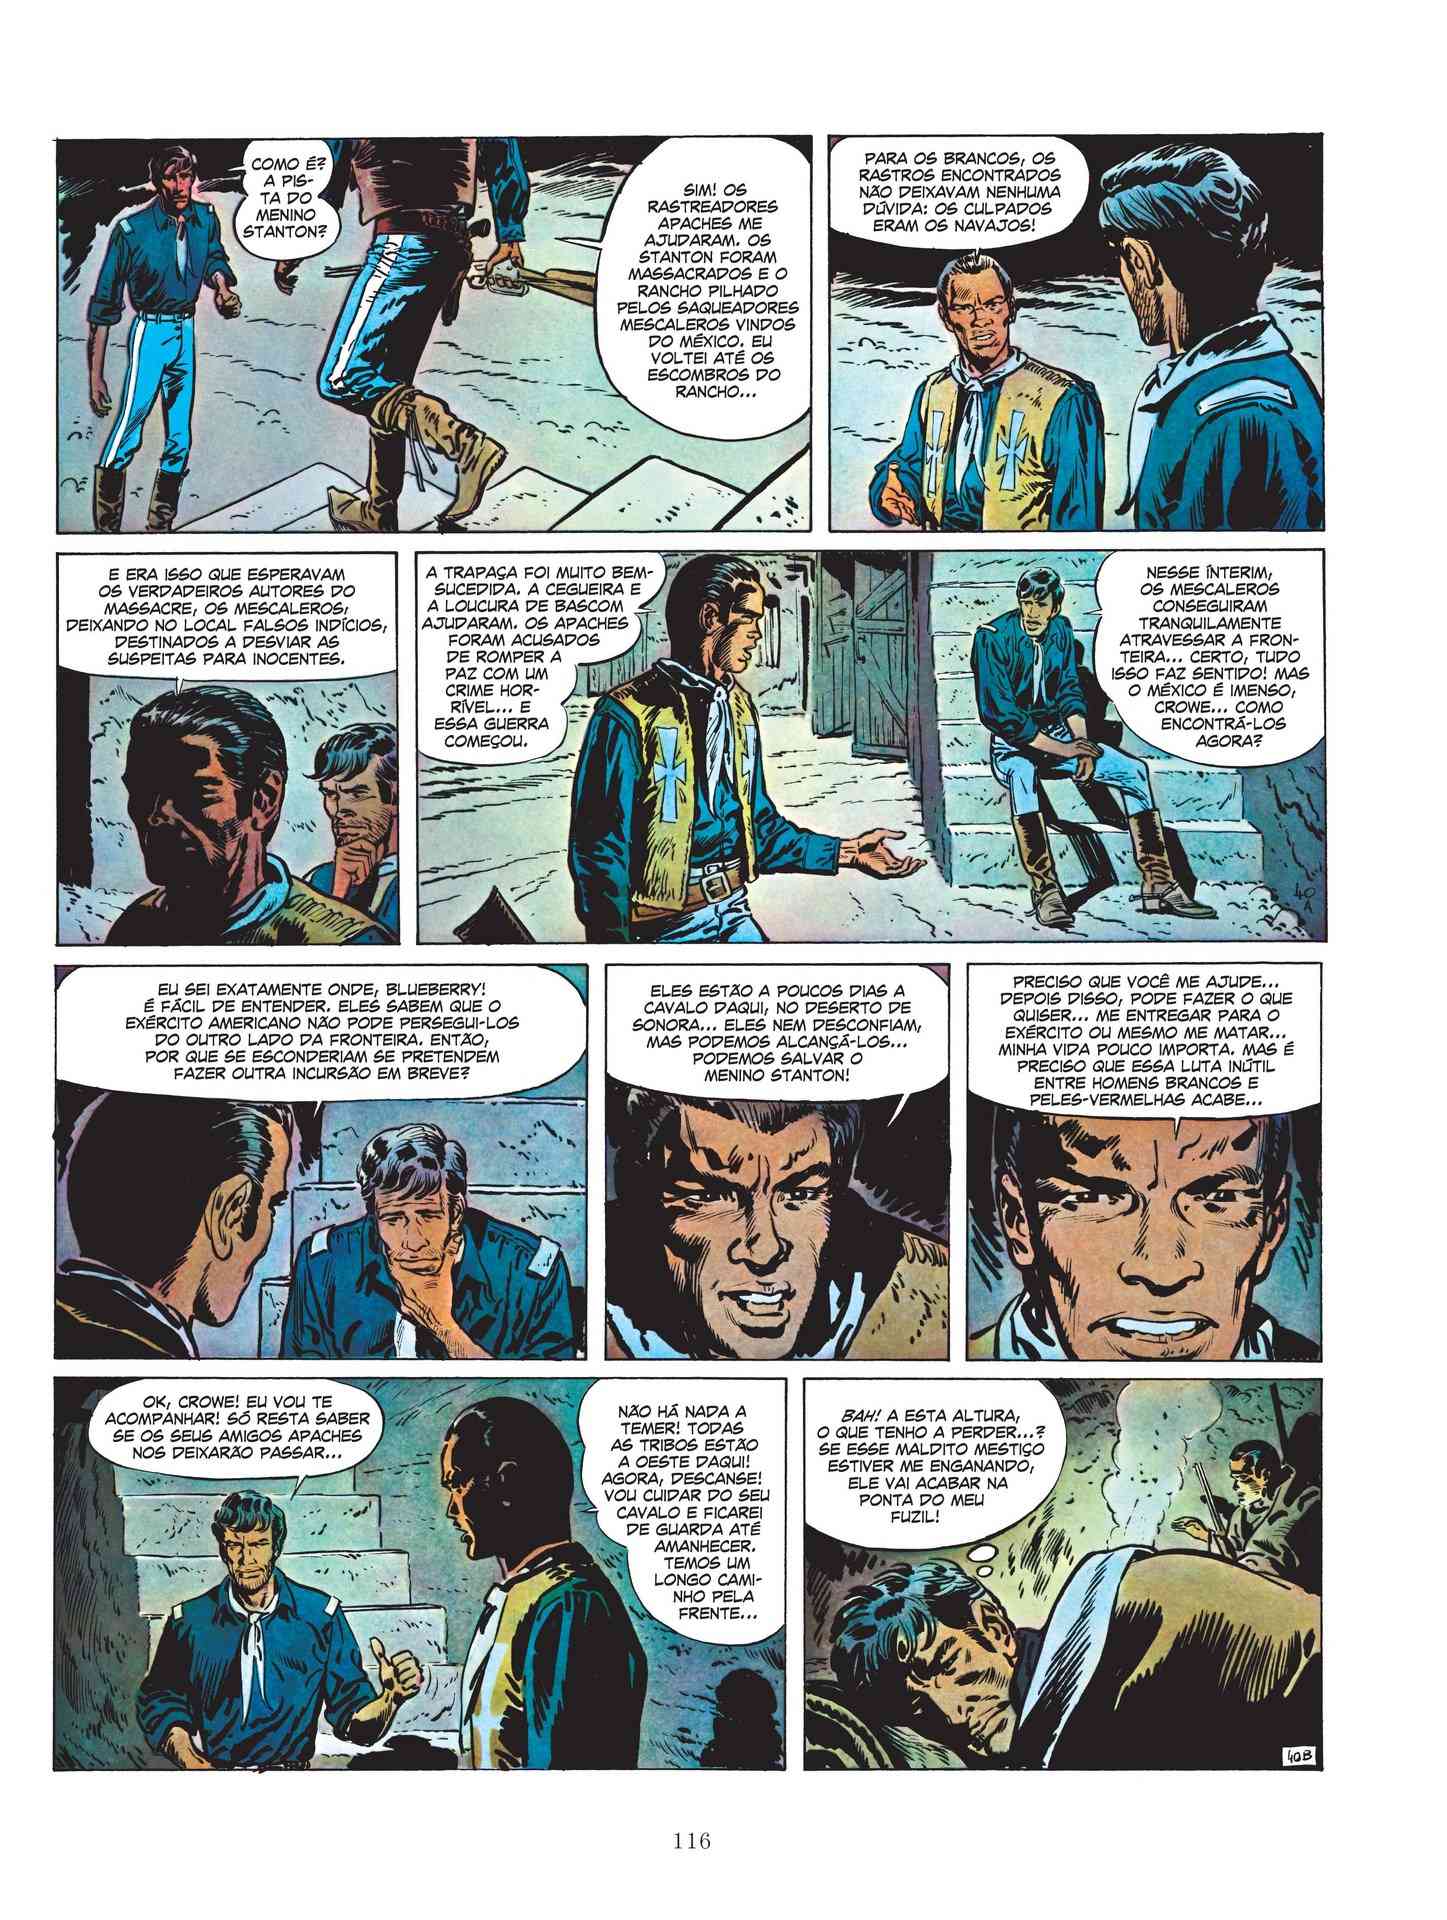 COMO É?
A PIS-
TA DO
MENINO
STANTON?
SIM! OS
RASTREADORES
APACHES ME
AJUDARAM. OS
STANTON FORAM
MASSACRADOS E O
RANCHO PILHADO
PELOS SAQUEADORES
MESCALEROS VINDOS
DO MÉXICO. EU
VOLTEI ATÉ OS
ESCOMBROS DO
RANCHO...
PARA OS BRANCOS, OS
RASTROS ENCONTRADOS
NÃO DEIXAVAM NENHUMA
DÚVIDA: OS CULPADOS
ERAM OS NAVAJOS!
E ERA ISSO QUE ESPERAVAM
OS VERDADEIROS AUTORES DO
MASSACRE, OS MESCALEROS;
DEIXANDO NO LOCAL FALSOS INDÍCIOS,
DESTINADOS A DESVIAR AS
SUSPEITAS PARA INOCENTES.
A TRAPAÇA FOI MUITO BEM-
SUCEDIDA. A CEGUEIRA E
A LOUCURA DE BASCOM
AJUDARAM. OS APACHES
FORAM ACUSADOS
DE ROMPER A
PAZ COM UM
CRIME HOR-
RÍVEL... E
ESSA GUERRA
COMEÇOU.
NESSE ÍNTERIM,
OS MESCALEROS
CONSEGUIRAM
TRANQUILAMENTE
ATRAVESSAR A FRON-
TEIRA... CERTO, TUDO
ISSO FAZ SENTIDO! MAS
O MÉXICO É IMENSO,
CROWE... COMO
ENCONTRÁ-LOS
AGORA?
40
A
EU SEI EXATAMENTE ONDE, BLUEBERRY!
É FÁCIL DE ENTENDER. ELES SABEM QUE O
EXÉRCITO AMERICANO NÃO PODE PERSEGUI-LOS
DO OUTRO LADO DA FRONTEIRA. ENTÃO,
POR QUE SE ESCONDERIAM SE PRETENDEM
FAZER OUTRA INCURSÃO EM BREVE?
ELES ESTÃO A POUCOS DIAS A
CAVALO DAQUI, NO DESERTO DE
SONORA... ELES NEM DESCONFIAM,
MAS PODEMOS ALCANÇÁ-LOS...
PODEMOS SALVAR O
MENINO STANTON!
PRECISO QUE VOCÊ ME AJUDE...
DEPOIS DISSO, PODE FAZER O QUE
QUISER... ME ENTREGAR PARA O
EXÉRCITO OU MESMO ME MATAR...
MINHA VIDA POUCO IMPORTA. MAS É
PRECISO QUE ESSA LUTA INÚTIL
ENTRE HOMENS BRANCOS E
PELES-VERMELHAS ACABE...
OK, CROWE! EU VOU TE
ACOMPANHAR! SÓ RESTA SABER
SE OS SEUS AMIGOS APACHES
NOS DEIXARÃO PASSAR...
NÃO HÁ NADA A
TEMER! TODAS
AS TRIBOS ESTÃO
A OESTE DAQUI!
AGORA, DESCANSE!
VOU CUIDAR DO SEU
CAVALO E FICAREI
DE GUARDA ATÉ
AMANHECER.
TEMOS UM
LONGO CAMI-
NHO PELA
FRENTE...
BAH! A ESTA ALTURA,
O QUE TENHO A PERDER...?
SE ESSE MALDITO MESTIÇO
ESTIVER ME ENGANANDO,
ELE VAI ACABAR NA
PONTA DO MEU
FUZIL!
40B
116